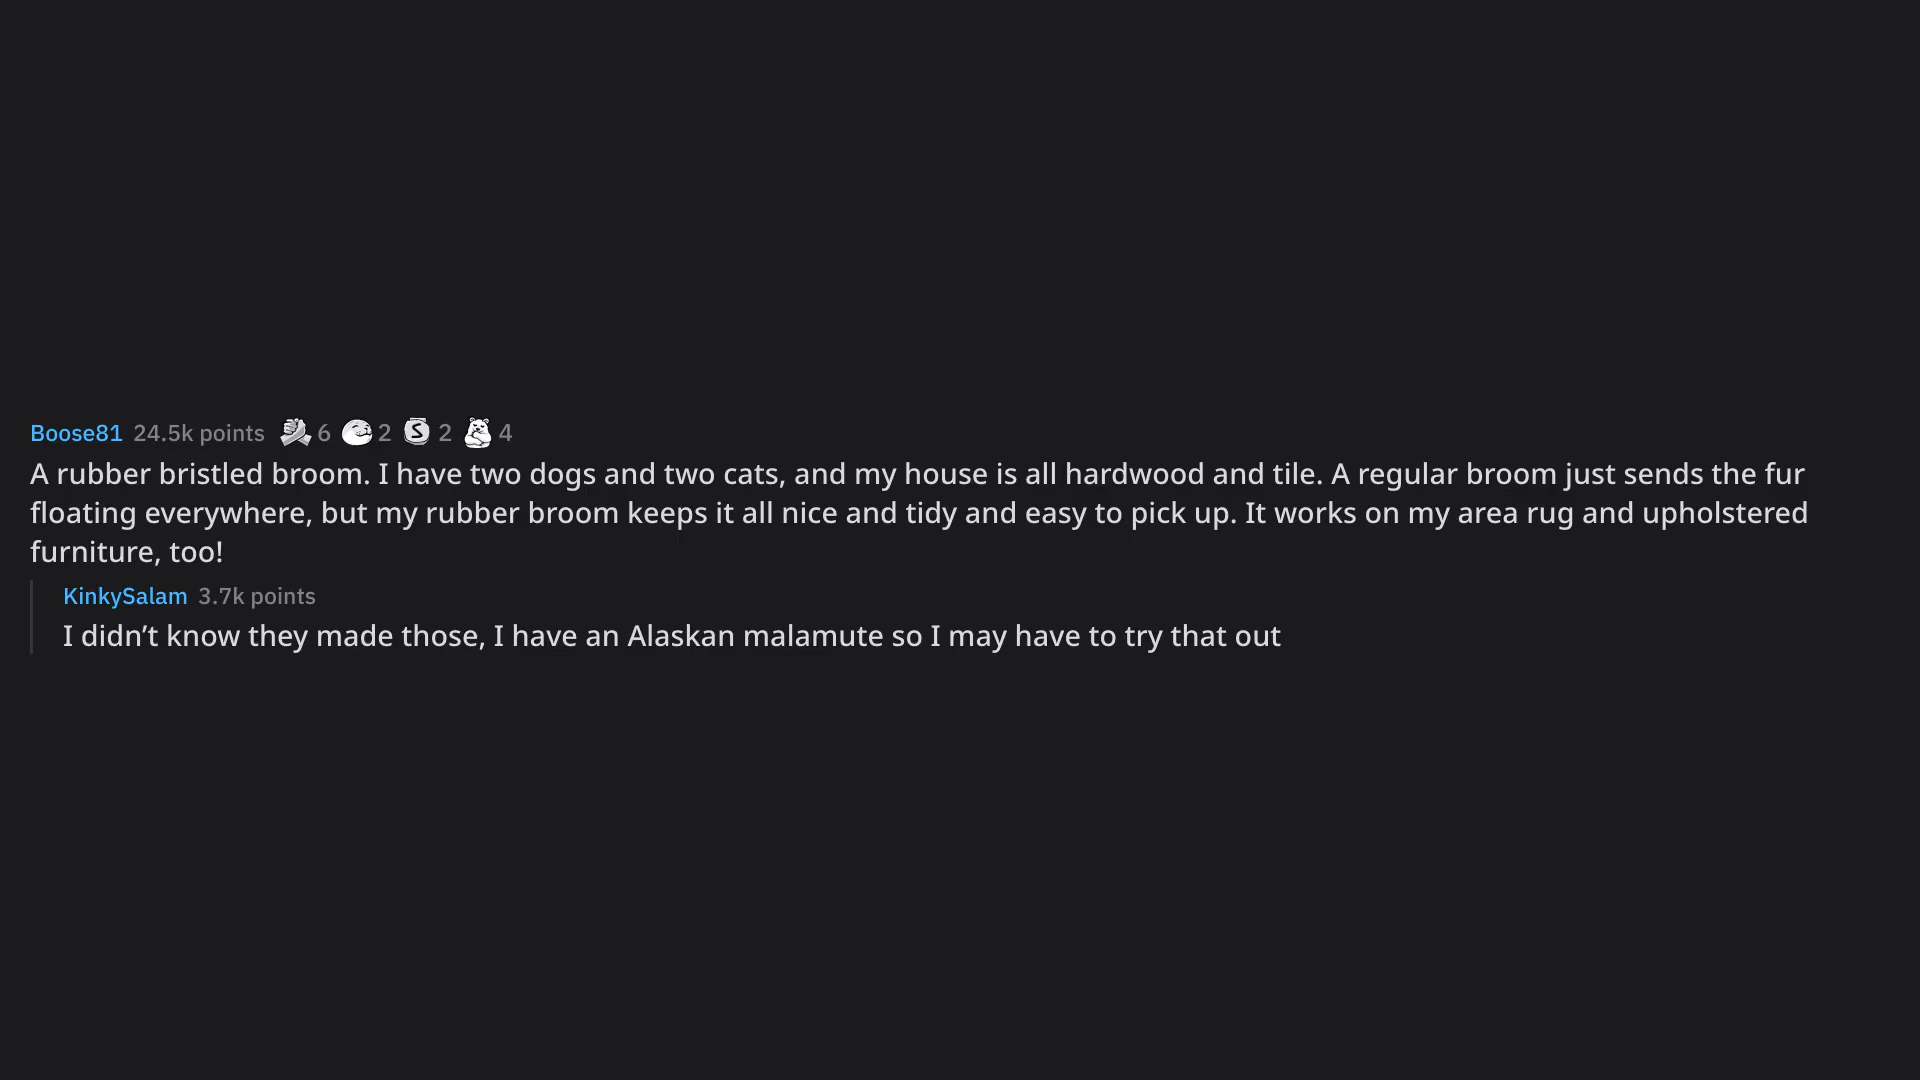 Boose81 24.5k points 6 2 S 2 4
A rubber bristled broom. I have two dogs and two cats, and my house is all hardwood and tile. A regular broom just sends the fur
floating everywhere, but my rubber broom keeps it all nice and tidy and easy to pick up. It works on my area rug and upholstered
furniture, too!
KinkySalam 3.7k points
I didn’t know they made those, I have an Alaskan malamute so I may have to try that out